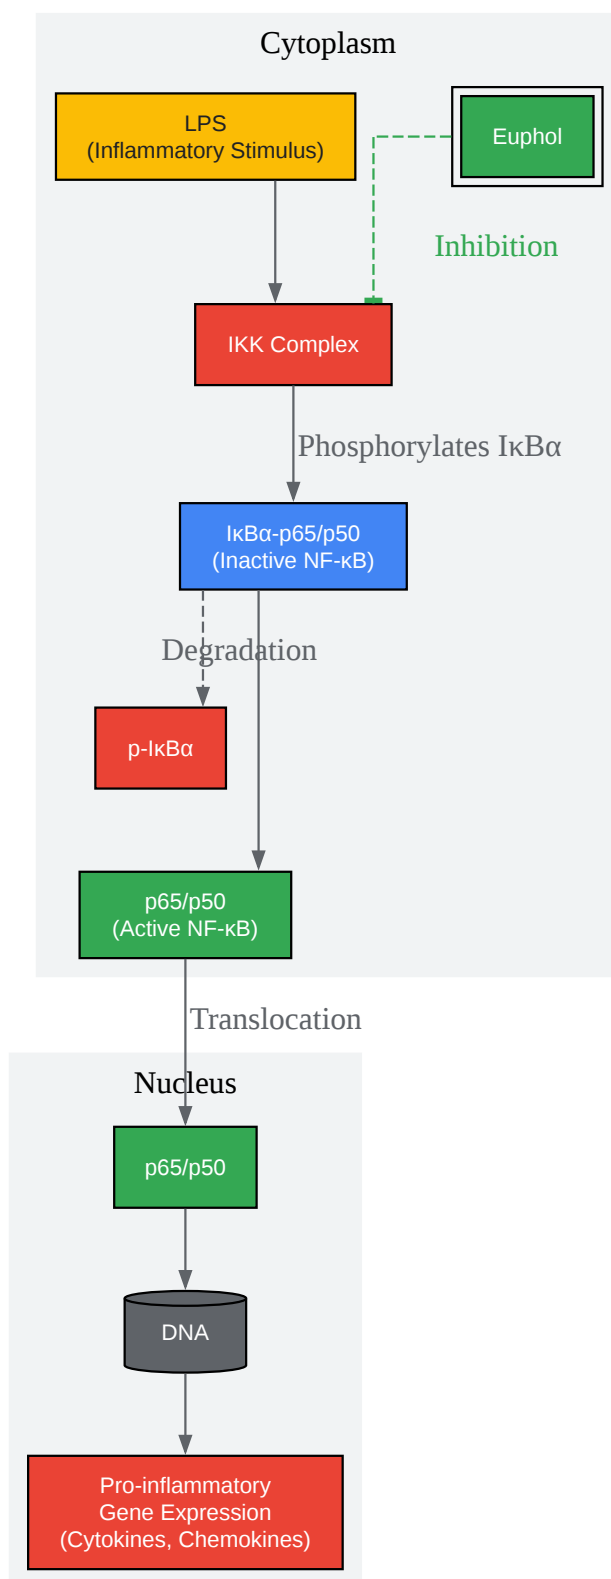 Cytoplasm
LPS
(Inflammatory Stimulus)
Euphol
Inhibition
IKK Complex
Phosphorylates IκBα
IκBα-p65/p50
(Inactive NF-κB)
Degradation
p-IκBα
p65/p50
(Active NF-κB)
Translocation
Nucleus
p65/p50
DNA
Pro-inflammatory
Gene Expression
(Cytokines, Chemokines)